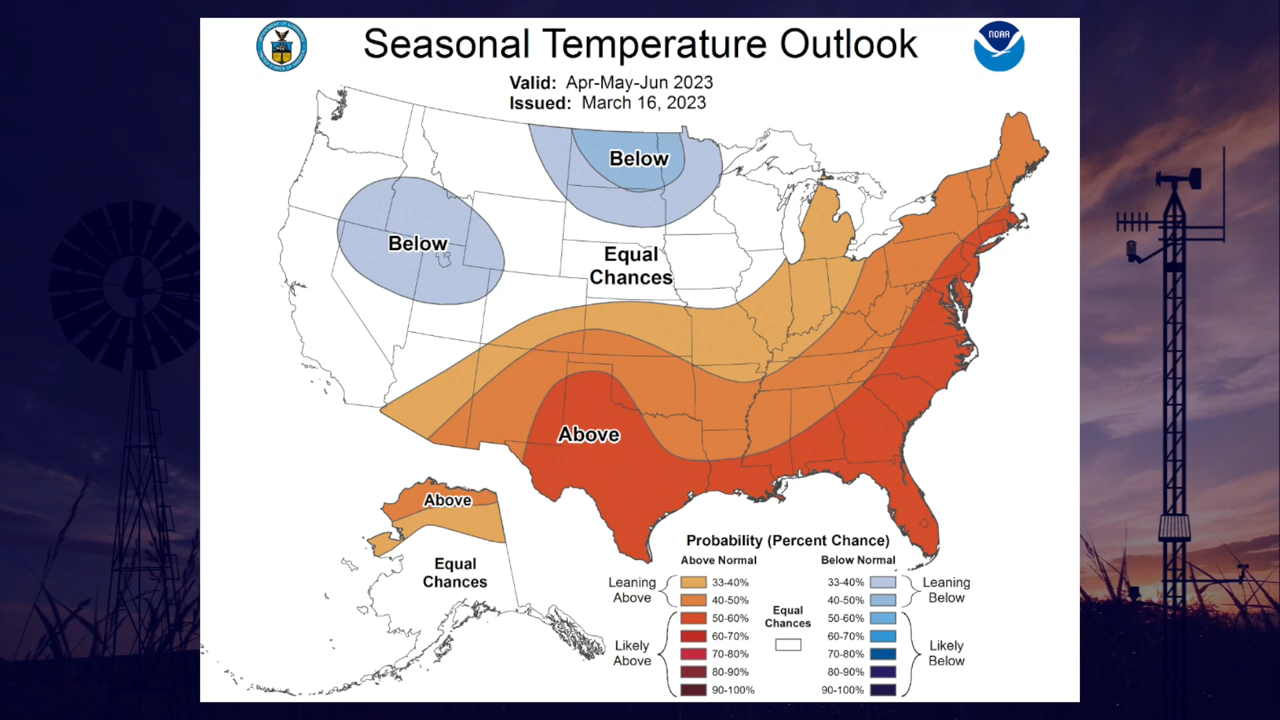 Seasonal Temperature Outlook
NOAA
Valid: Apr-May-Jun 2023
Issued: March 16, 2023
Below
Below
Equal
Chances
Above
Above
Equal
Chances
Probability (Percent Chance)
Above Normal
Below Normal
Leaning
Above
33-40%
40-50%
Likely
Above
50-60%
60-70%
70-80%
80-90%
90-100%
Equal
Chances
33-40%
40-50%
Leaning
Below
50-60%
60-70%
70-80%
80-90%
90-100%
Likely
Below